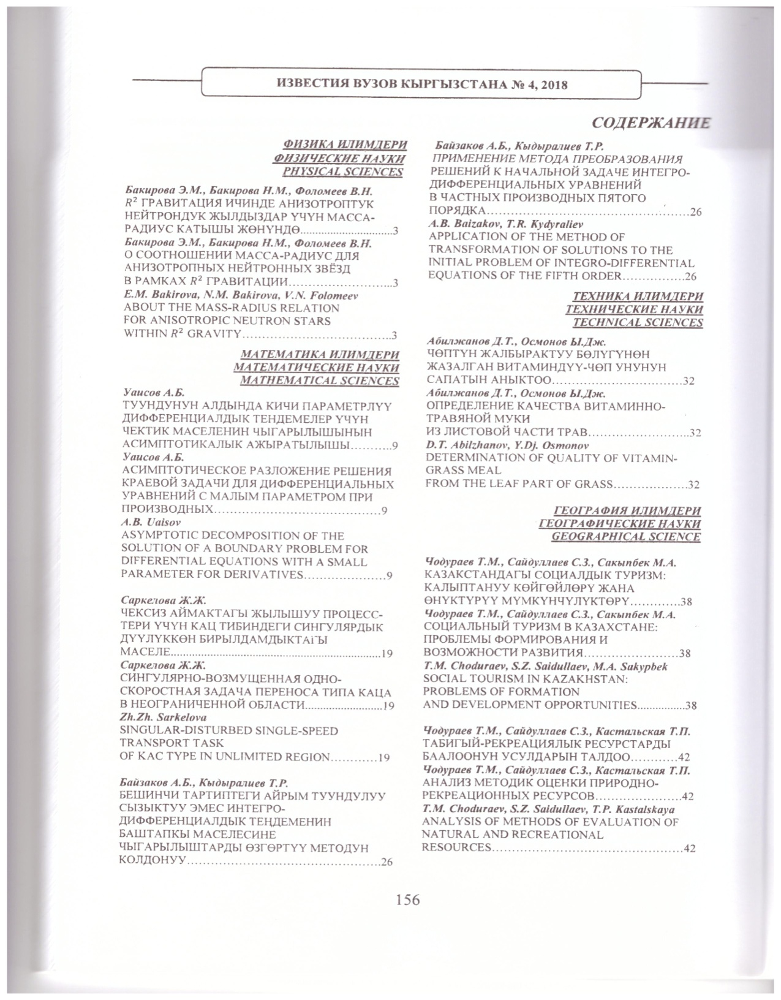 ИЗВЕСТИЯ ВУЗОВ КЫРГЫЗСТАНА № 4, 2018
СОДЕРЖАНИЕ
ФИЗИКА ИЛИМДЕРИ
ФИЗИЧЕСКИЕ НАУКИ
PHYSICAL SCIENCES
Бакирова Э.М., Бакирова Н.М., Фоломеев В.Н.
R² ГРАВИТАЦИЯ ИЧИНДЕ АНИЗОТРОПТУК
НЕЙТРОНДУК ЖЫЛДЫЗДАР ҮЧҮН МАССА-
РАДИУС КАТЫШЫ ЖӨНҮНДӨ..............................3
Бакирова Э.М., Бакирова Н.М., Фоломеев В.Н.
О СООТНОШЕНИИ МАССА-РАДИУС ДЛЯ
АНИЗОТРОПНЫХ НЕЙТРОННЫХ ЗВЁЗД
В РАМКАХ R² ГРАВИТАЦИИ..............................3
E.M. Bakirova, N.M. Bakirova, V.N. Folomeev
ABOUT THE MASS-RADIUS RELATION
FOR ANISOTROPIC NEUTRON STARS
WITHIN R² GRAVITY..............................3
МАТЕМАТИКА ИЛИМДЕРИ
МАТЕМАТИЧЕСКИЕ НАУКИ
MATHEMATICAL SCIENCES
Уаисов А.Б.
ТУУНДУНУН АЛДЫНДА КИЧИ ПАРАМЕТРЛҮҮ
ДИФФЕРЕНЦИАЛДЫК ТЕНДЕМЕЛЕР ҮЧҮН
ЧЕКТИК МАСЕЛЕНИН ЧЫГАРЫЛЫШЫНЫН
АСИМПТОТИКАЛЫК АЖЫРАТЫЛЫШЫ..........9
Уаисов А.Б.
АСИМПТОТИЧЕСКОЕ РАЗЛОЖЕНИЕ РЕШЕНИЯ
КРАЕВОЙ ЗАДАЧИ ДЛЯ ДИФФЕРЕНЦИАЛЬНЫХ
УРАВНЕНИЙ С МАЛЫМ ПАРАМЕТРОМ ПРИ
ПРОИЗВОДНЫХ..................................9
A.B. Uaisov
ASYMPTOTIC DECOMPOSITION OF THE
SOLUTION OF A BOUNDARY PROBLEM FOR
DIFFERENTIAL EQUATIONS WITH A SMALL
PARAMETER FOR DERIVATIVES.................9
Саркелова Ж.Ж.
ЧЕКСИЗ АЙМАКТАГЫ ЖЫЛЫШУУ ПРОЦЕСС-
ТЕРИ ҮЧҮН КАЦ ТИБИНДЕГИ СИНГУЛЯРДЫК
ДҮҮЛҮККӨН БИРЫЛДАМДЫКТАГЫ
МАСЕЛЕ..................................................19
Саркелова Ж.Ж.
СИНГУЛЯРНО-ВОЗМУЩЕННАЯ ОДНО-
СКОРОСТНАЯ ЗАДАЧА ПЕРЕНОСА ТИПА КАЦА
В НЕОГРАНИЧЕННОЙ ОБЛАСТИ.....................19
Zh.Zh. Sarkelova
SINGULAR-DISTURBED SINGLE-SPEED
TRANSPORT TASK
OF KAC TYPE IN UNLIMITED REGION............19
Байзаков А.Б., Кыдыралиев Т.Р.
БЕШИНЧИ ТАРТИПТЕГИ АЙРЫМ ТУУНДУЛУУ
СЫЗЫКТУУ ЭМЕС ИНТЕГРО-
ДИФФЕРЕНЦИАЛДЫК ТЕҢДЕМЕНИН
БАШТАПКЫ МАСЕЛЕСИНЕ
ЧЫГАРЫЛЫШТАРДЫ ӨЗГӨРТҮҮ МЕТОДУН
КОЛДОНУУ.........................................26
Байзаков А.Б., Кыдыралиев Т.Р.
ПРИМЕНЕНИЕ МЕТОДА ПРЕОБРАЗОВАНИЯ
РЕШЕНИЙ К НАЧАЛЬНОЙ ЗАДАЧЕ ИНТЕГРО-
ДИФФЕРЕНЦИАЛЬНЫХ УРАВНЕНИЙ
В ЧАСТНЫХ ПРОИЗВОДНЫХ ПЯТОГО
ПОРЯДКА..........................................26
A.B. Baizakov, T.R. Kydyraliev
APPLICATION OF THE METHOD OF
TRANSFORMATION OF SOLUTIONS TO THE
INITIAL PROBLEM OF INTEGRO-DIFFERENTIAL
EQUATIONS OF THE FIFTH ORDER................26
ТЕХНИКА ИЛИМДЕРИ
ТЕХНИЧЕСКИЕ НАУКИ
TECHNICAL SCIENCES
Абилжанов Д.Т., Осмонов Ы.Дж.
ЧӨПТҮН ЖАЛБЫРАКТУУ БӨЛҮГҮНӨН
ЖАЗАЛГАН ВИТАМИНДҮҮ-ЧӨП УНУНУН
САПАТЫН АНЫКТОО............................32
Абилжанов Д.Т., Осмонов Ы.Дж.
ОПРЕДЕЛЕНИЕ КАЧЕСТВА ВИТАМИННО-
ТРАВЯНОЙ МУКИ
ИЗ ЛИСТОВОЙ ЧАСТИ ТРАВ.....................32
D.T. Abilzhanov, Y.Dj. Osmonov
DETERMINATION OF QUALITY OF VITAMIN-
GRASS MEAL
FROM THE LEAF PART OF GRASS...................32
ГЕОГРАФИЯ ИЛИМДЕРИ
ГЕОГРАФИЧЕСКИЕ НАУКИ
GEOGRAPHICAL SCIENCE
Чодураев Т.М., Сайдуллаев С.З., Сакыпбек М.А.
КАЗАКСТАНДАГЫ СОЦИАЛДЫК ТУРИЗМ:
КАЛЫПТАНУУ КӨЙГӨЙЛӨРҮ ЖАНА
ӨНҮКТҮРҮҮ МҮМКҮНЧҮЛҮКТӨРҮ............38
Чодураев Т.М., Сайдуллаев С.З., Сакыпбек М.А.
СОЦИАЛЬНЫЙ ТУРИЗМ В КАЗАХСТАНЕ:
ПРОБЛЕМЫ ФОРМИРОВАНИЯ И
ВОЗМОЖНОСТИ РАЗВИТИЯ....................38
T.M. Choduraev, S.Z. Saidullaev, M.A. Sakypbek
SOCIAL TOURISM IN KAZAKHSTAN:
PROBLEMS OF FORMATION
AND DEVELOPMENT OPPORTUNITIES...............38
Чодураев Т.М., Сайдуллаев С.З., Кастальская Т.П.
ТАБИГЫЙ-РЕКРЕАЦИЯЛЫК РЕСУРСТАРДЫ
БААЛООНУН УСУЛДАРЫН ТАЛДОО............42
Чодураев Т.М., Сайдуллаев С.З., Кастальская Т.П.
АНАЛИЗ МЕТОДИК ОЦЕНКИ ПРИРОДНО-
РЕКРЕАЦИОННЫХ РЕСУРСОВ....................42
T.M. Choduraev, S.Z. Saidullaev, T.P. Kastalskaya
ANALYSIS OF METHODS OF EVALUATION OF
NATURAL AND RECREATIONAL
RESOURCES.........................................42
156